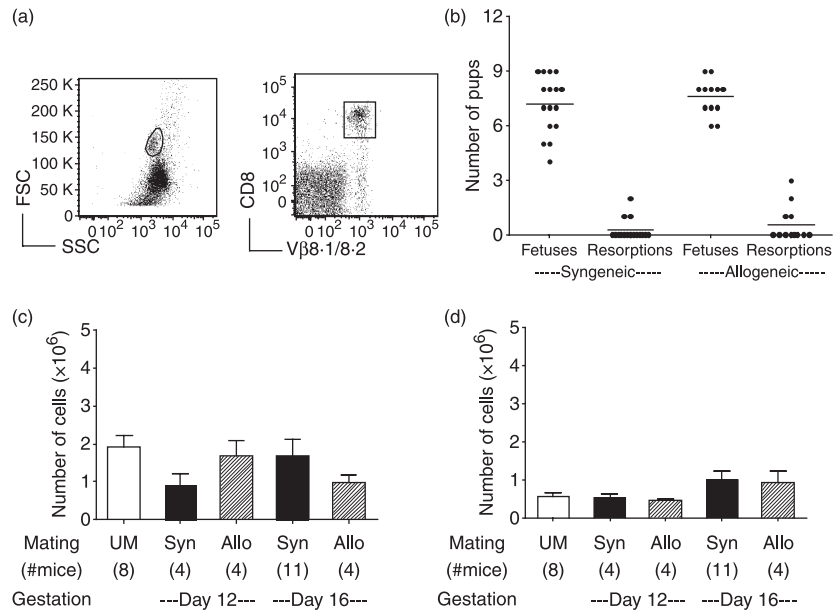 (a)
FSC
250 K
200 K
150 K
100 K
50 K
0
0 10² 10³ 10⁴ 10⁵
SSC
CD8
10⁵
10⁴
10³
10²
0
0 10² 10³ 10⁴ 10⁵
Vβ8·1/8·2
(b)
Number of pups
12
9
6
3
0
Fetuses Resorptions Fetuses Resorptions
-----Syngeneic----- -----Allogeneic-----
(c)
Number of cells (×10⁶)
5
4
3
2
1
0
Mating UM Syn Allo Syn Allo
(#mice) (8) (4) (4) (11) (4)
Gestation ---Day 12--- ---Day 16---
(d)
Number of cells (×10⁶)
5
4
3
2
1
0
Mating UM Syn Allo Syn Allo
(#mice) (8) (4) (4) (11) (4)
Gestation ---Day 12--- ---Day 16---